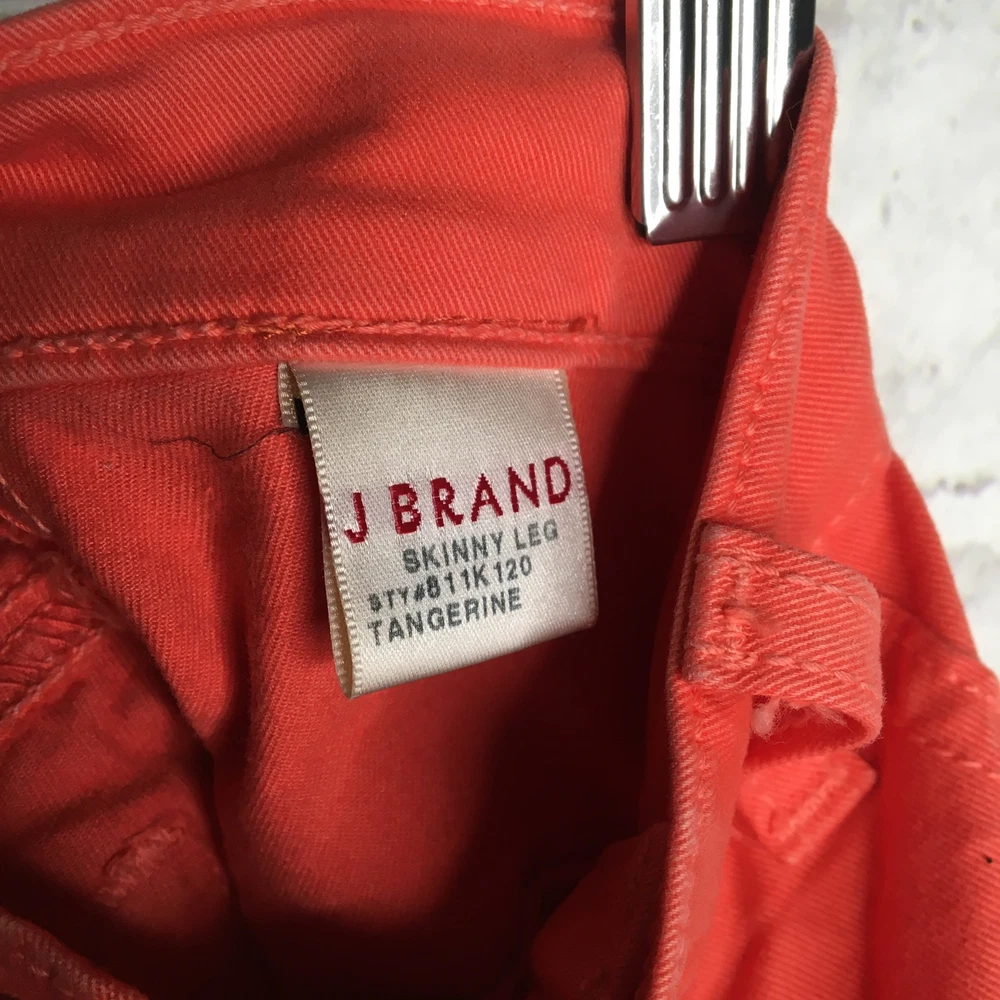 J BRAND
SKINNY LEG
STY#811K120
TANGERINE